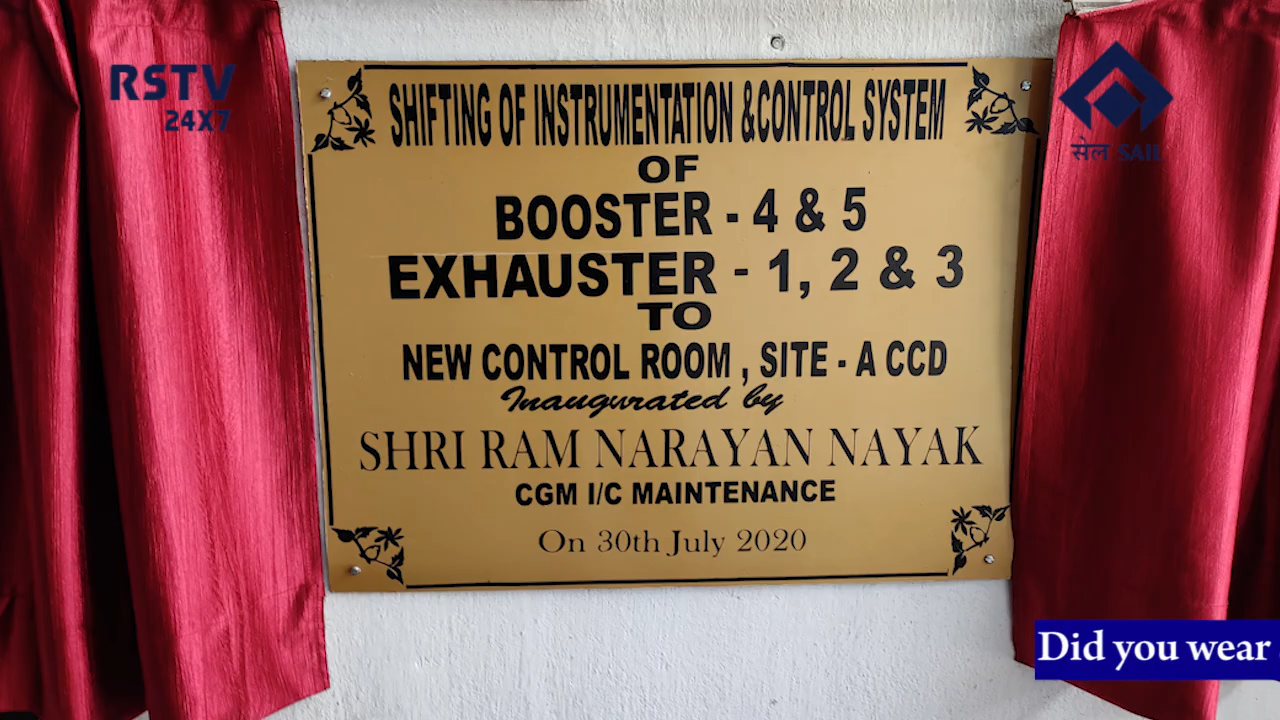 RSTV
24X7
सेल SAIL
SHIFTING OF INSTRUMENTATION &CONTROL SYSTEM
OF
BOOSTER - 4 & 5
EXHAUSTER - 1, 2 & 3
TO
NEW CONTROL ROOM , SITE - A CCD
Inaugurated by
SHRI RAM NARAYAN NAYAK
CGM I/C MAINTENANCE
On 30th July 2020
Did you wear